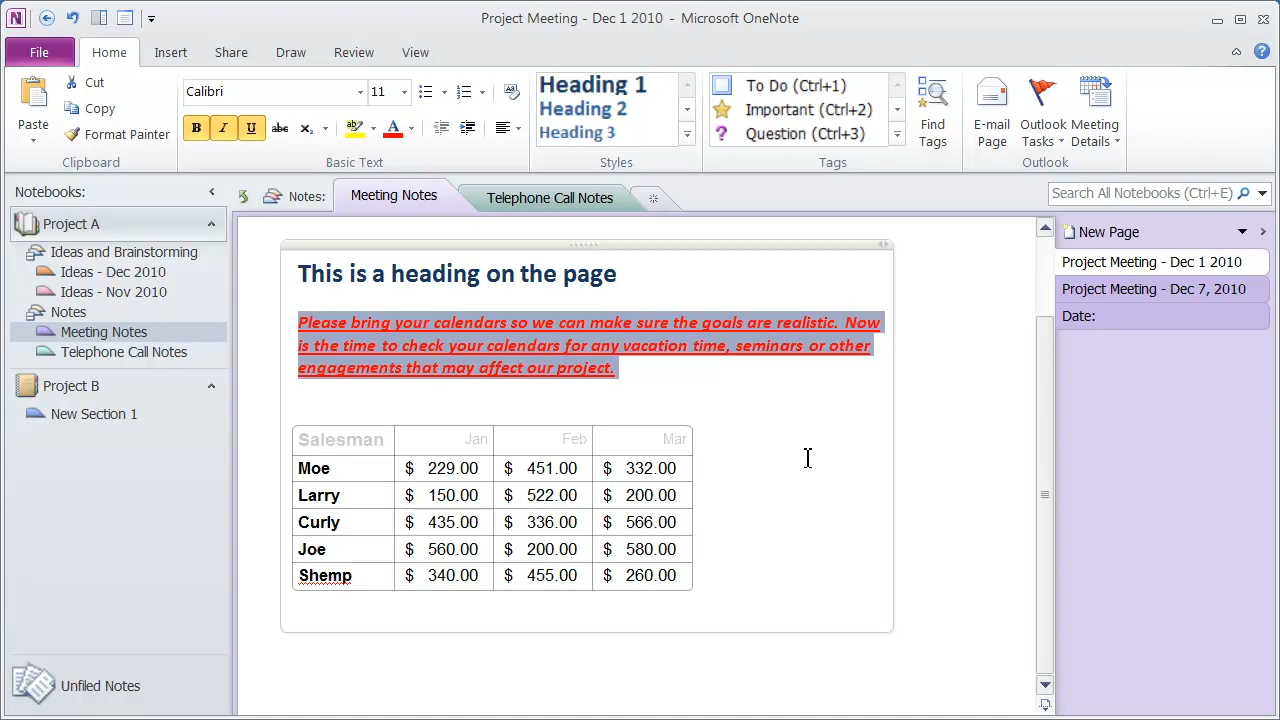 Project Meeting - Dec 1 2010 - Microsoft OneNote
File Home Insert Share Draw Review View
Paste
Cut
Copy
Format Painter
Clipboard
Calibri 11
B I U abc x₂ ab A
Basic Text
Heading 1
Heading 2
Heading 3
Styles
To Do (Ctrl+1)
Important (Ctrl+2)
Question (Ctrl+3)
Tags
Find
Tags
E-mail
Page
Outlook
Tasks
Meeting
Details
Outlook
Notebooks:
Project A
Ideas and Brainstorming
Ideas - Dec 2010
Ideas - Nov 2010
Notes
Meeting Notes
Telephone Call Notes
Project B
New Section 1
Unfiled Notes
Notes: Meeting Notes Telephone Call Notes
Search All Notebooks (Ctrl+E)
This is a heading on the page
Please bring your calendars so we can make sure the goals are realistic. Now
is the time to check your calendars for any vacation time, seminars or other
engagements that may affect our project.
Salesman Jan Feb Mar
Moe $ 229.00 $ 451.00 $ 332.00
Larry $ 150.00 $ 522.00 $ 200.00
Curly $ 435.00 $ 336.00 $ 566.00
Joe $ 560.00 $ 200.00 $ 580.00
Shemp $ 340.00 $ 455.00 $ 260.00
New Page
Project Meeting - Dec 1 2010
Project Meeting - Dec 7, 2010
Date: